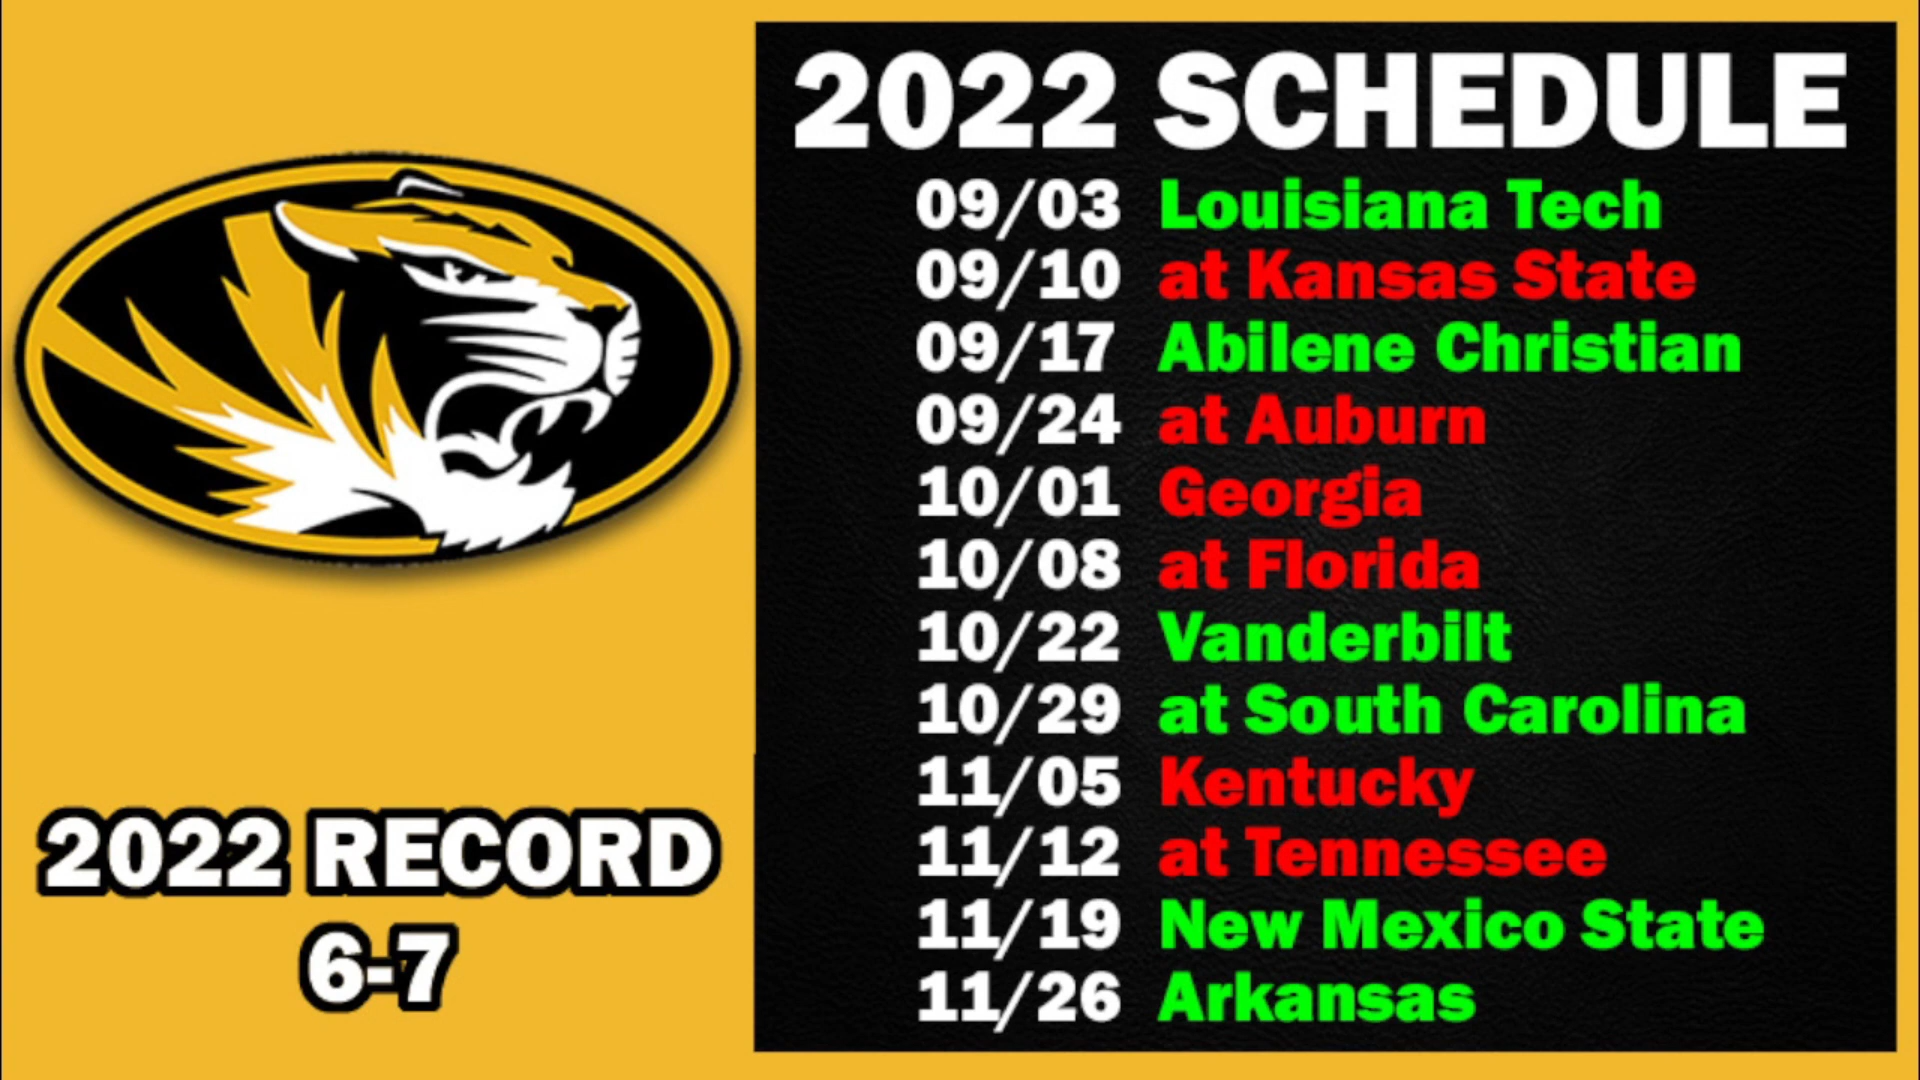 2022 SCHEDULE
09/03 Louisiana Tech
09/10 at Kansas State
09/17 Abilene Christian
09/24 at Auburn
10/01 Georgia
10/08 at Florida
10/22 Vanderbilt
10/29 at South Carolina
11/05 Kentucky
11/12 at Tennessee
11/19 New Mexico State
11/26 Arkansas
2022 RECORD
6-7